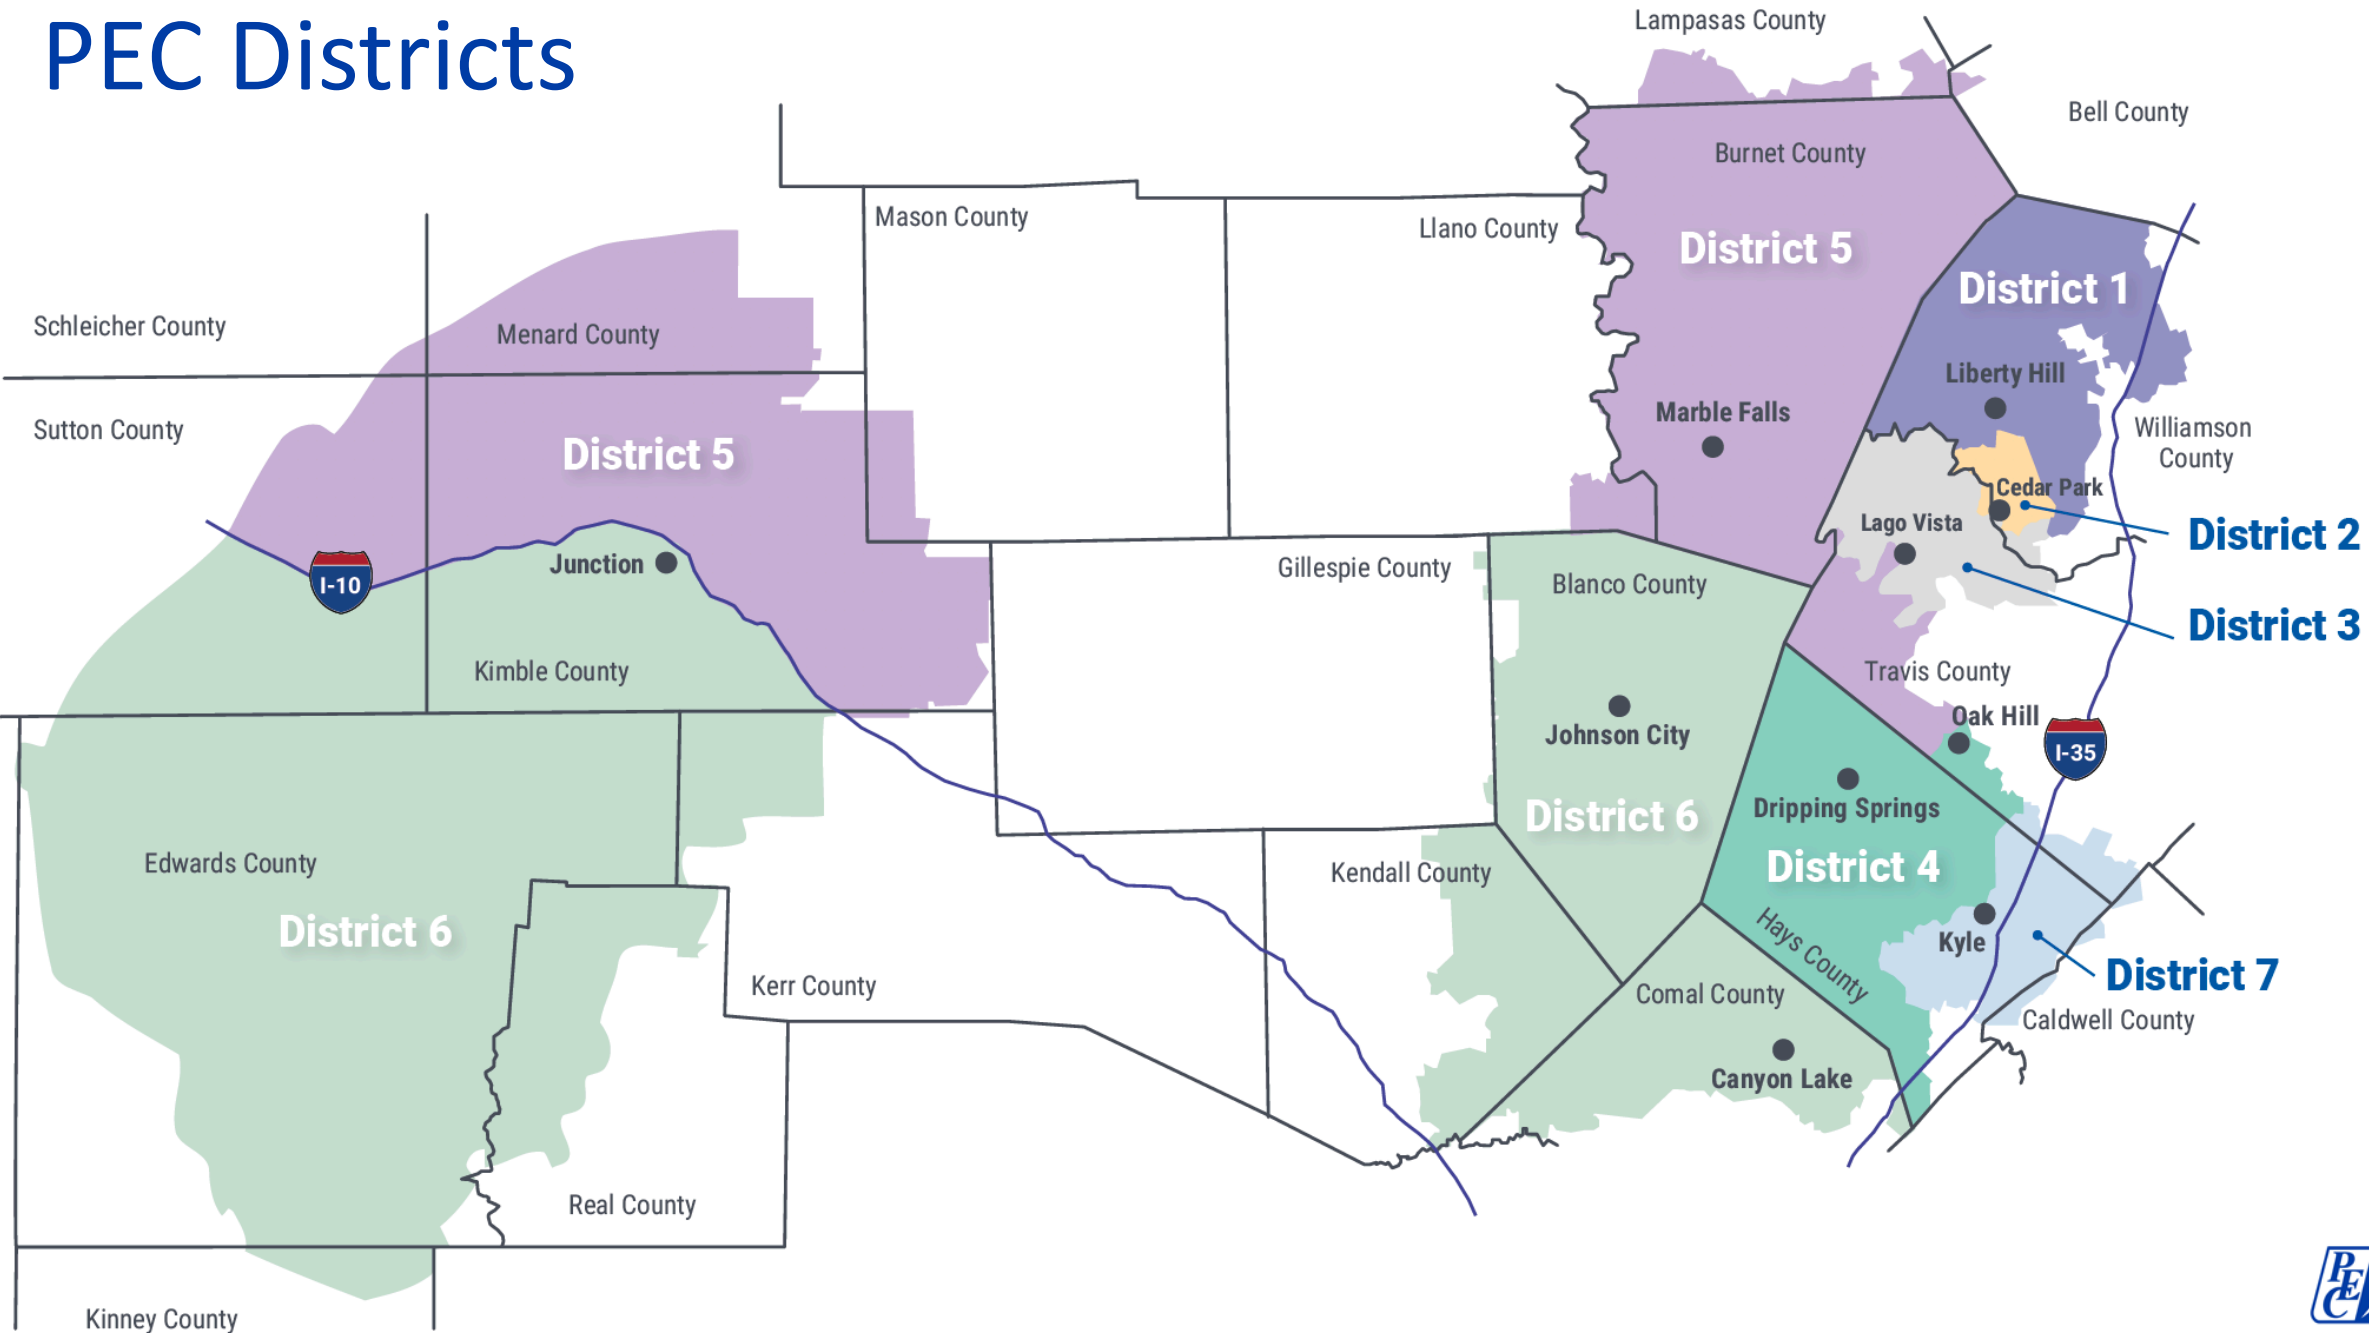 PEC Districts
Lampasas County
Bell County
Burnet County
Mason County
Llano County
District 5
District 1
Schleicher County
Menard County
Liberty Hill
Marble Falls
Sutton County
Williamson
County
District 5
Cedar Park
Lago Vista
District 2
I-10
Junction
Gillespie County
Blanco County
District 3
Kimble County
Travis County
Oak Hill
Johnson City
I-35
Dripping Springs
District 6
District 4
Edwards County
Kendall County
District 6
Hays County
Kyle
District 7
Kerr County
Comal County
Caldwell County
Canyon Lake
Real County
Kinney County
PEC